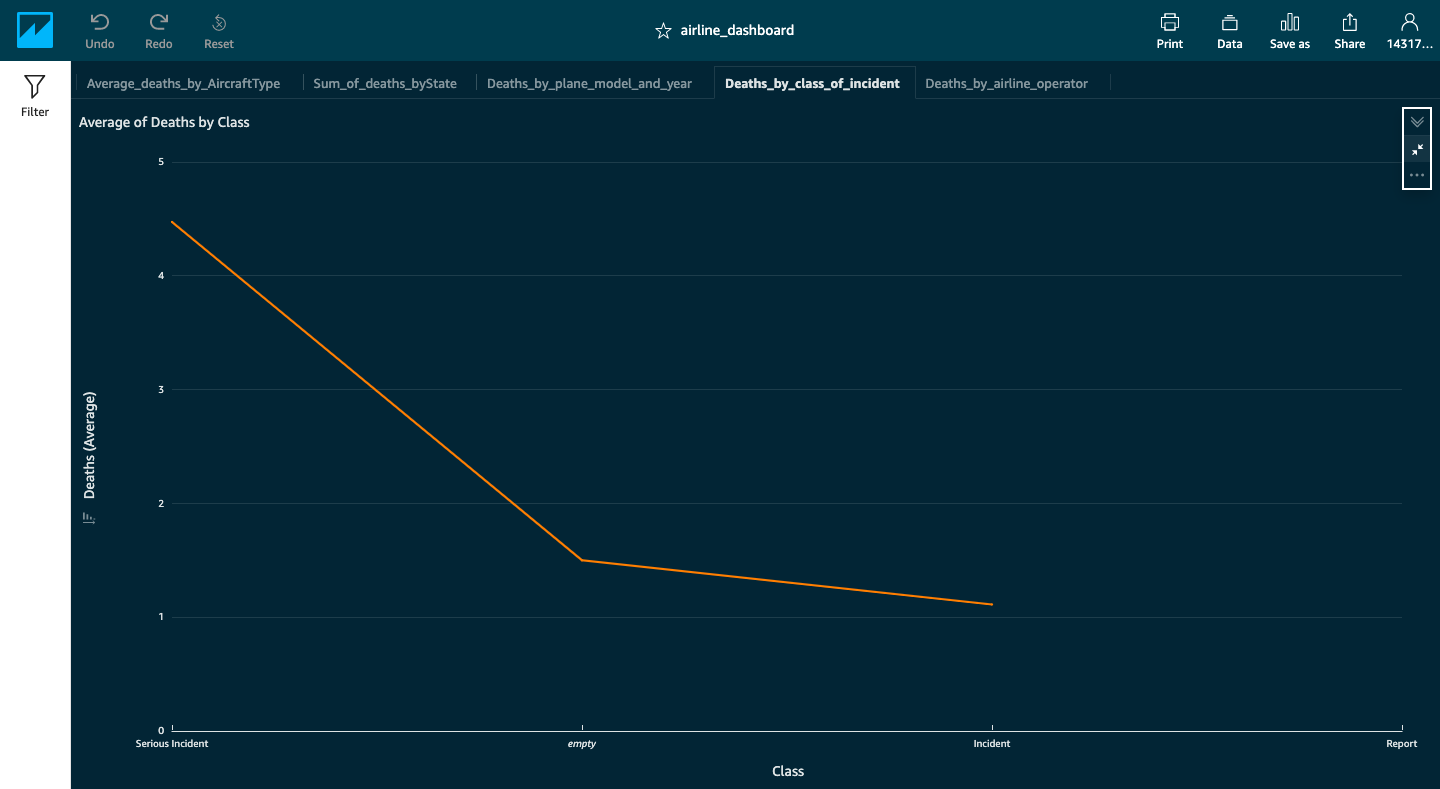 Undo Redo Reset
airline_dashboard
Print Data Save as Share 14317...
Filter
Average_deaths_by_AircraftType Sum_of_deaths_byState Deaths_by_plane_model_and_year Deaths_by_class_of_incident Deaths_by_airline_operator
Average of Deaths by Class
5
4
3
2
1
0
Deaths (Average)
Serious Incident empty Incident Report
Class